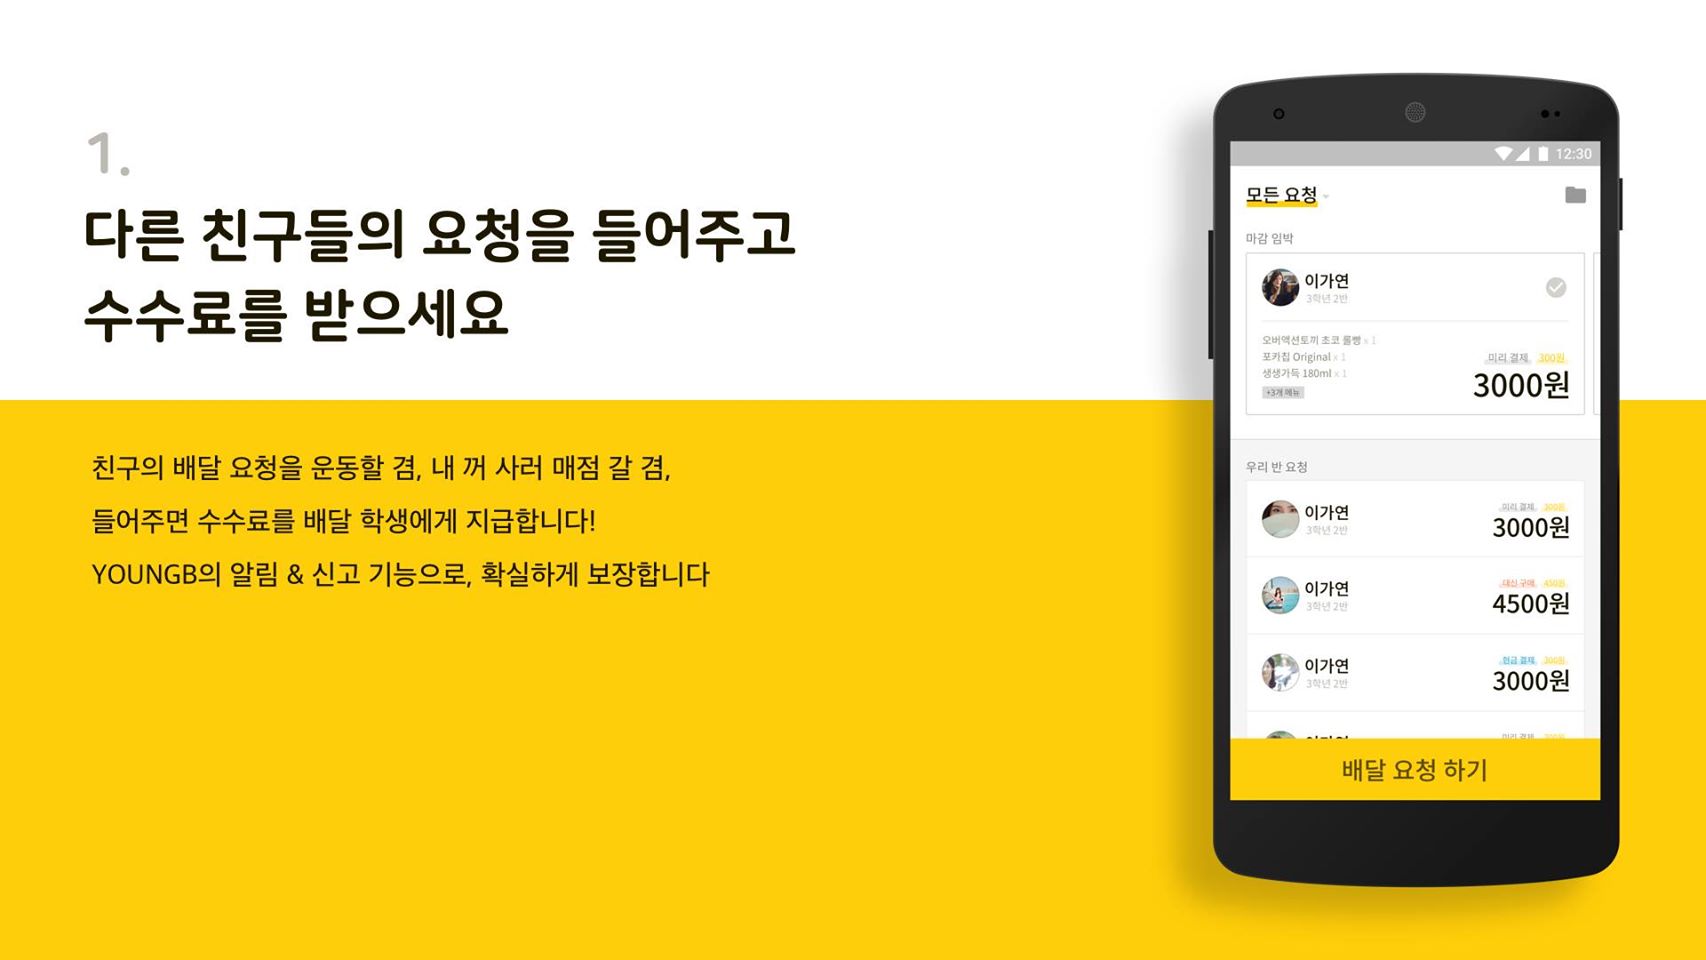 1.
다른 친구들의 요청을 들어주고
수수료를 받으세요
친구의 배달 요청을 운동할 겸, 내 꺼 사러 매점 갈 겸,
들어주면 수수료를 배달 학생에게 지급합니다!
YOUNGB의 알림 & 신고 기능으로, 확실하게 보장합니다
12:30
모든 요청
마감 임박
이가연
3학년 2반
오버액션토끼 초코 롤빵 x 1
포카칩 Original x 1
생생가득 180ml x 1
+3개 메뉴
미리 결제 300원
3000원
우리 반 요청
이가연
3학년 2반
미리 결제 300원
3000원
이가연
3학년 2반
대신 구매 450원
4500원
이가연
3학년 2반
현금 결제 300원
3000원
배달 요청 하기